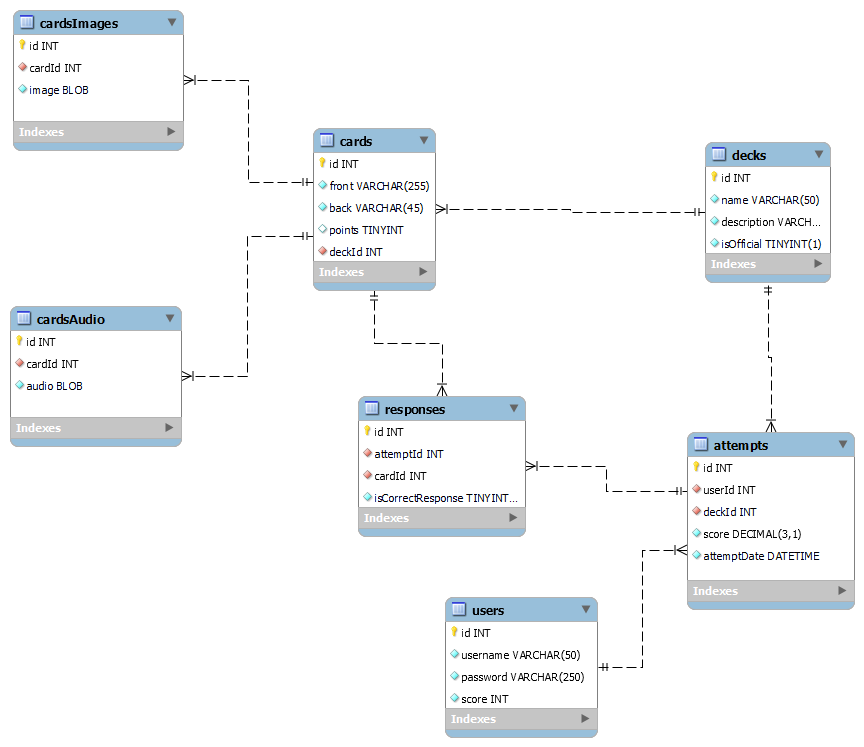 cardsImages
id INT
cardId INT
image BLOB
Indexes
cards
id INT
front VARCHAR(255)
back VARCHAR(45)
points TINYINT
deckId INT
Indexes
decks
id INT
name VARCHAR(50)
description VARCH...
isOfficial TINYINT(1)
Indexes
cardsAudio
id INT
cardId INT
audio BLOB
Indexes
responses
id INT
attemptId INT
cardId INT
isCorrectResponse TINYINT...
Indexes
attempts
id INT
userId INT
deckId INT
score DECIMAL(3,1)
attemptDate DATETIME
Indexes
users
id INT
username VARCHAR(50)
password VARCHAR(250)
score INT
Indexes